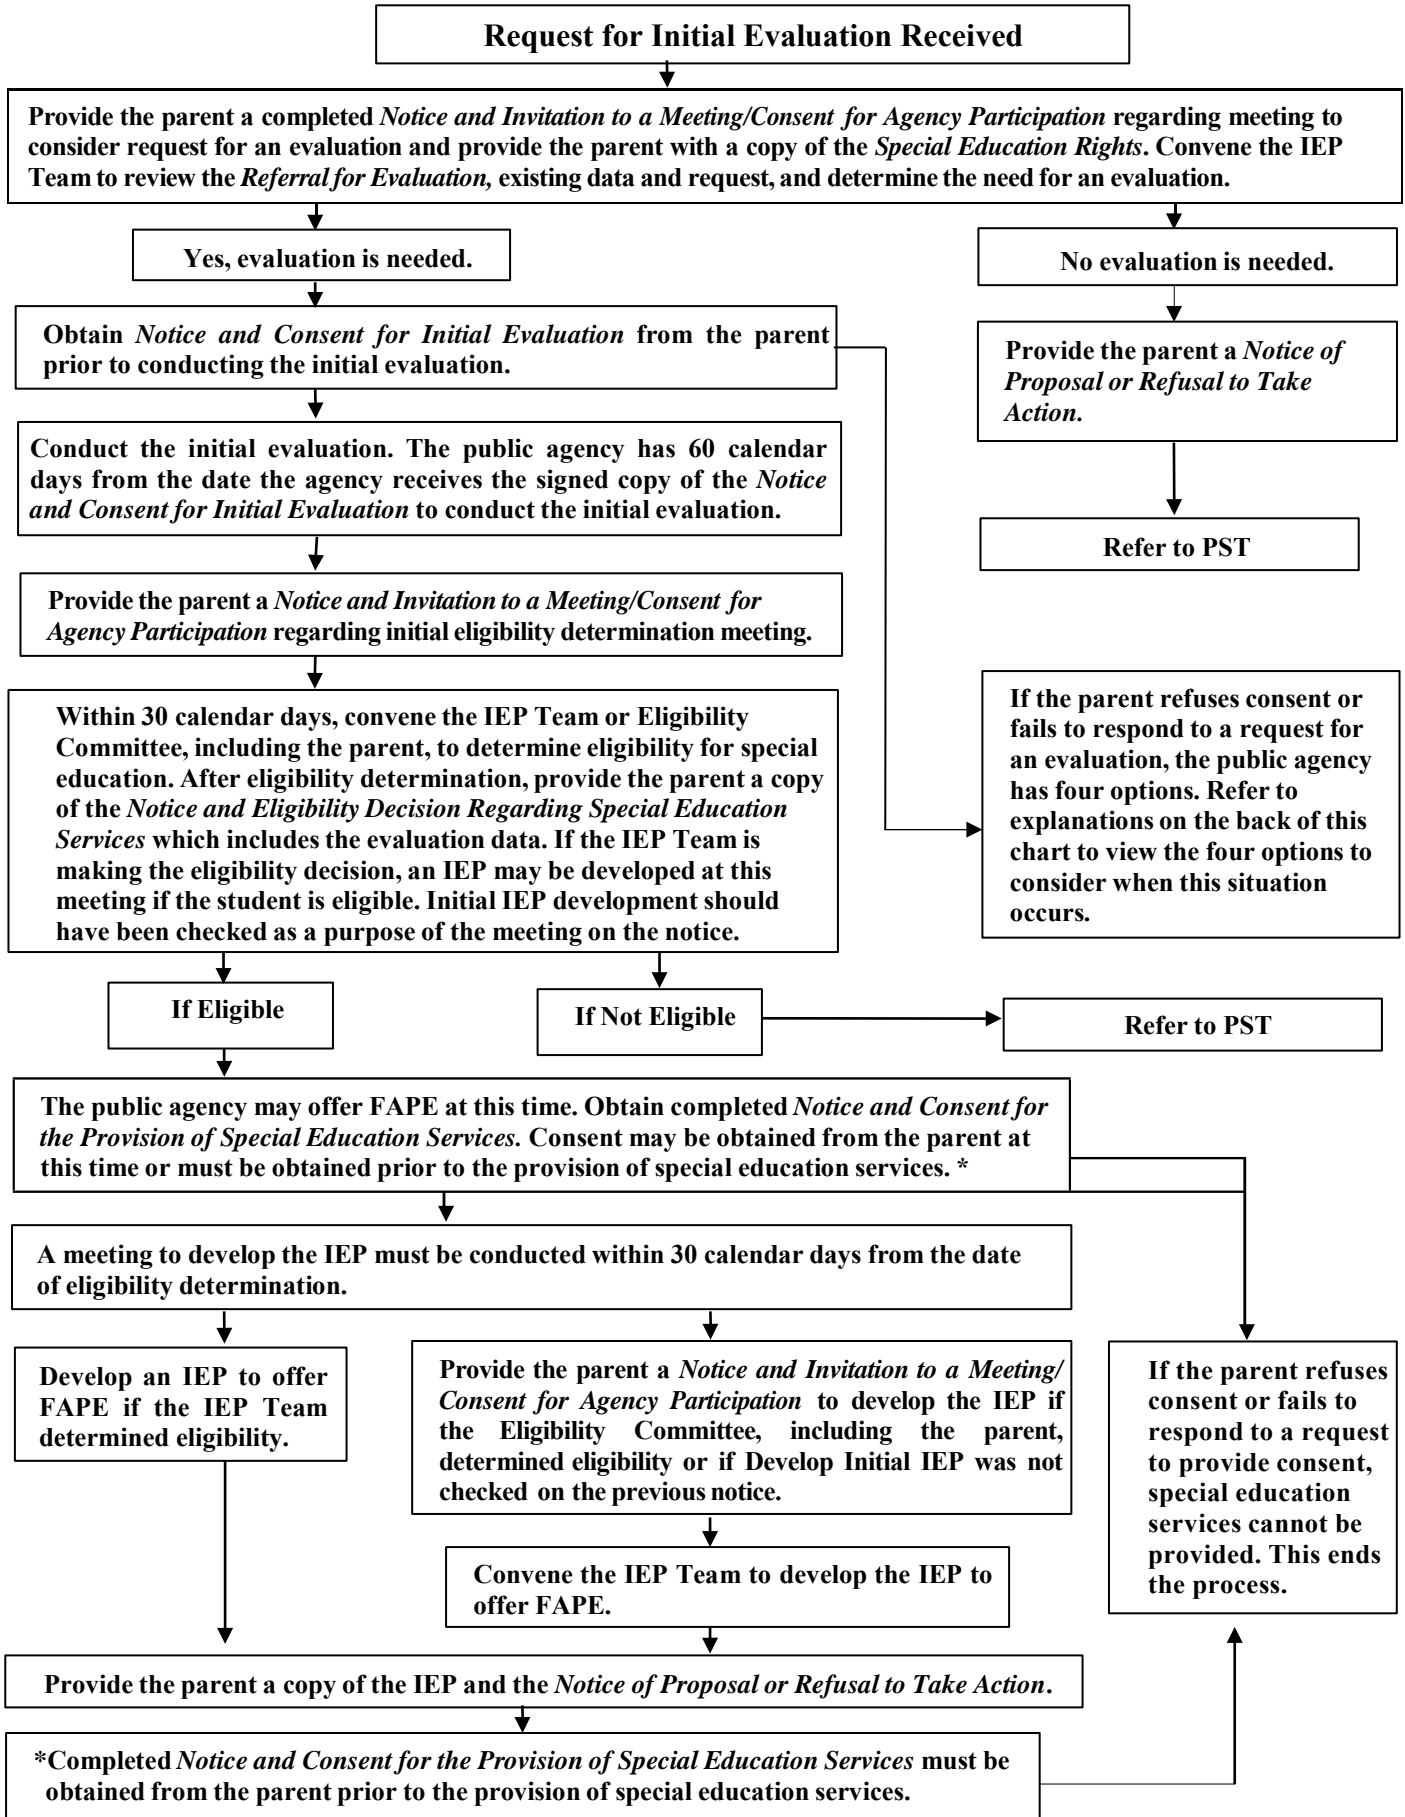 Request for Initial Evaluation Received
Provide the parent a completed Notice and Invitation to a Meeting/Consent for Agency Participation regarding meeting to
consider request for an evaluation and provide the parent with a copy of the Special Education Rights. Convene the IEP
Team to review the Referral for Evaluation, existing data and request, and determine the need for an evaluation.
Yes, evaluation is needed.
No evaluation is needed.
Obtain Notice and Consent for Initial Evaluation from the parent
prior to conducting the initial evaluation.
Provide the parent a Notice of
Proposal or Refusal to Take
Action.
Conduct the initial evaluation. The public agency has 60 calendar
days from the date the agency receives the signed copy of the Notice
and Consent for Initial Evaluation to conduct the initial evaluation.
Refer to PST
Provide the parent a Notice and Invitation to a Meeting/Consent for
Agency Participation regarding initial eligibility determination meeting.
If the parent refuses consent or
fails to respond to a request for
an evaluation, the public agency
has four options. Refer to
explanations on the back of this
chart to view the four options to
consider when this situation
occurs.
Within 30 calendar days, convene the IEP Team or Eligibility
Committee, including the parent, to determine eligibility for special
education. After eligibility determination, provide the parent a copy
of the Notice and Eligibility Decision Regarding Special Education
Services which includes the evaluation data. If the IEP Team is
making the eligibility decision, an IEP may be developed at this
meeting if the student is eligible. Initial IEP development should
have been checked as a purpose of the meeting on the notice.
If Eligible
If Not Eligible
Refer to PST
The public agency may offer FAPE at this time. Obtain completed Notice and Consent for
the Provision of Special Education Services. Consent may be obtained from the parent at
this time or must be obtained prior to the provision of special education services. *
A meeting to develop the IEP must be conducted within 30 calendar days from the date
of eligibility determination.
Develop an IEP to offer
FAPE if the IEP Team
determined eligibility.
Provide the parent a Notice and Invitation to a Meeting/
Consent for Agency Participation to develop the IEP if
the Eligibility Committee, including the parent,
determined eligibility or if Develop Initial IEP was not
checked on the previous notice.
If the parent refuses
consent or fails to
respond to a request
to provide consent,
special education
services cannot be
provided. This ends
the process.
Convene the IEP Team to develop the IEP to
offer FAPE.
Provide the parent a copy of the IEP and the Notice of Proposal or Refusal to Take Action.
*Completed Notice and Consent for the Provision of Special Education Services must be
obtained from the parent prior to the provision of special education services.